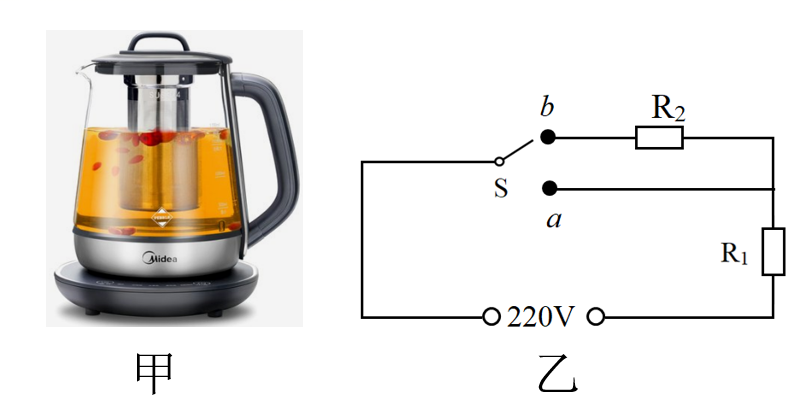 Midea
甲
b
R₂
S
a
R₁
220V
乙